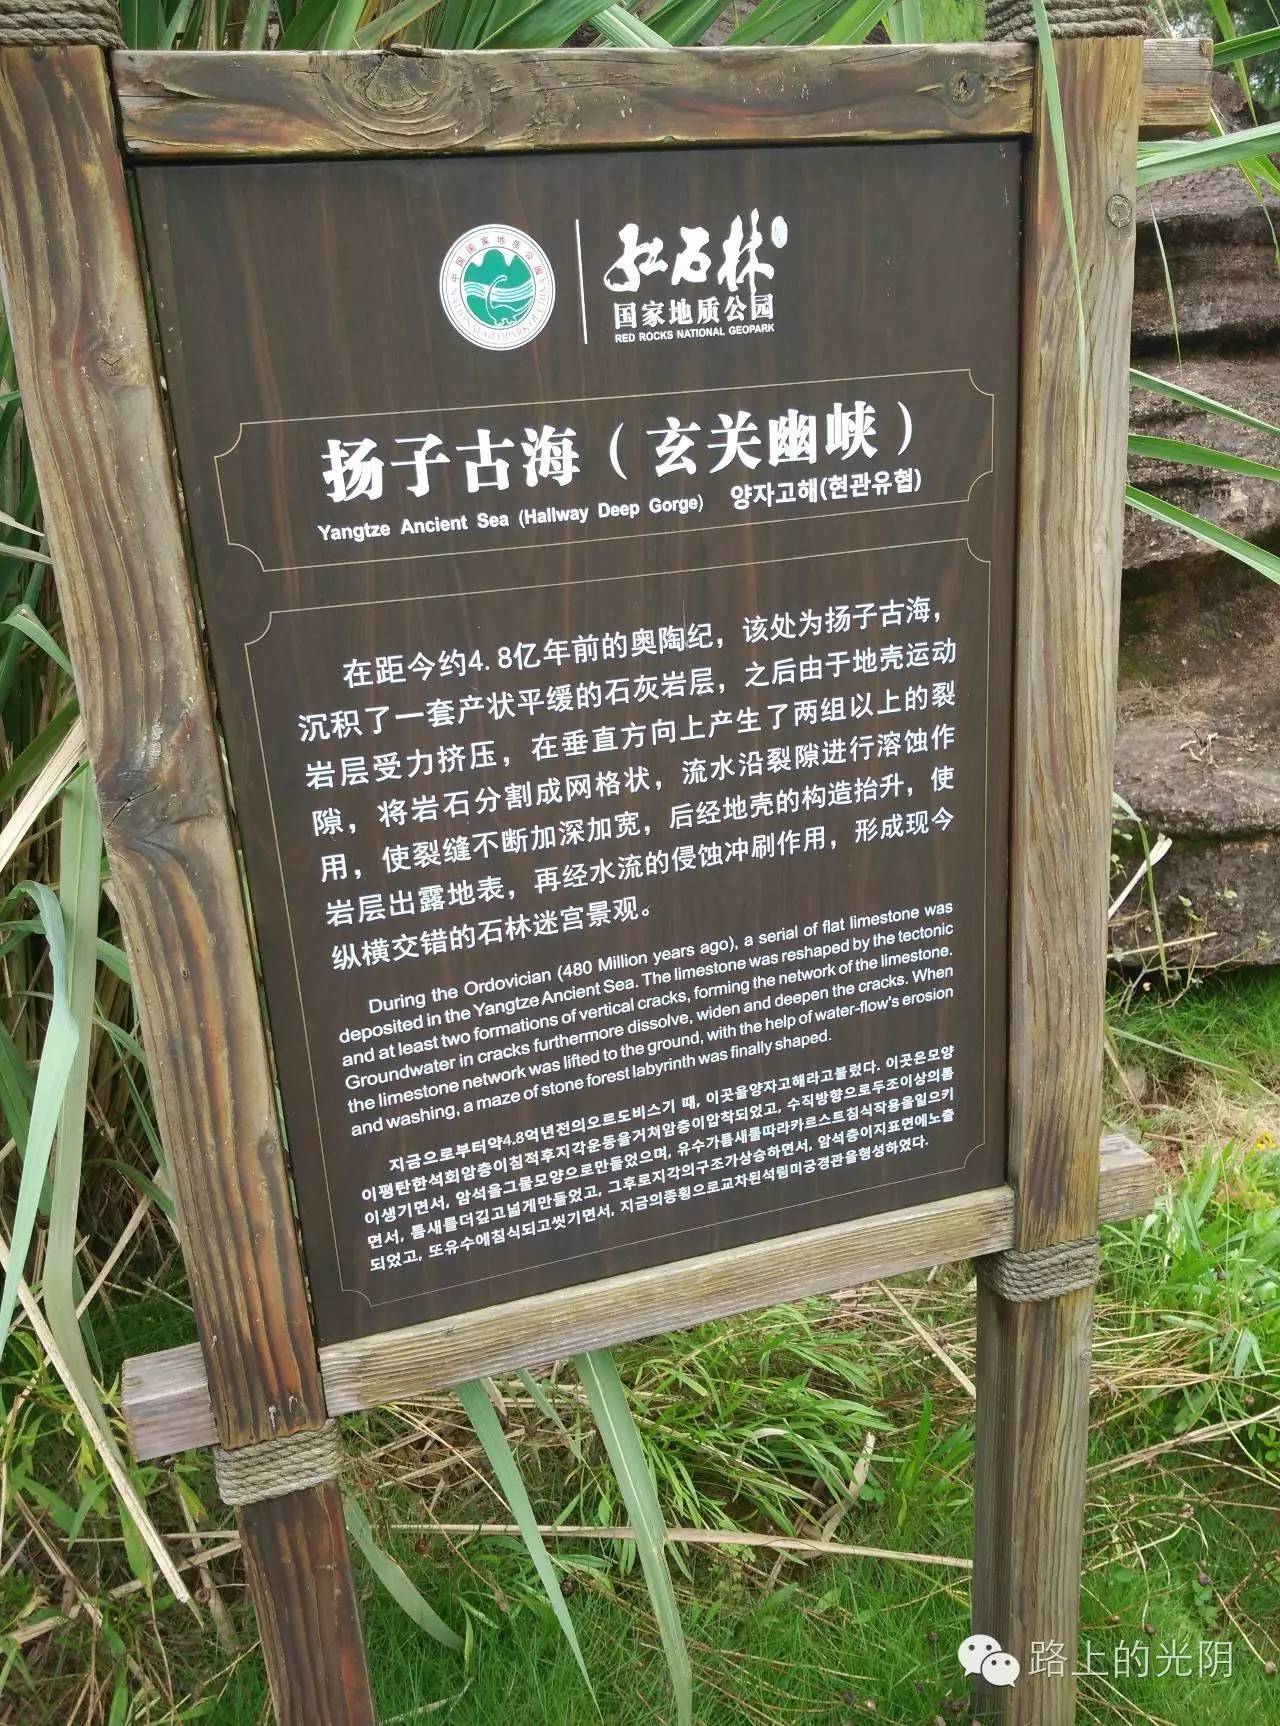 中国国家地质公园
NATIONAL GEOPARK OF CHINA
红石林
国家地质公园
RED ROCKS NATIONAL GEOPARK
扬子古海（玄关幽峡）
Yangtze Ancient Sea (Hallway Deep Gorge) 양자고해(현관유협)
在距今约4.8亿年前的奥陶纪，该处为扬子古海，
沉积了一套产状平缓的石灰岩层，之后由于地壳运动
岩层受力挤压，在垂直方向上产生了两组以上的裂
隙，将岩石分割成网格状，流水沿裂隙进行溶蚀作
用，使裂缝不断加深加宽，后经地壳的构造抬升，使
岩层出露地表，再经水流的侵蚀冲刷作用，形成现今
纵横交错的石林迷宫景观。
During the Ordovician (480 Million years ago), a serial of flat limestone was
deposited in the Yangtze Ancient Sea. The limestone was reshaped by the tectonic
and at least two formations of vertical cracks, forming the network of the limestone.
Groundwater in cracks furthermore dissolve, widen and deepen the cracks. When
the limestone network was lifted to the ground, with the help of water-flow's erosion
and washing, a maze of stone forest labyrinth was finally shaped.
지금으로부터약4.8억년전의오르도비스기 때, 이곳을양자고해라고불렀다. 이곳은모양
이평탄한석회암층이침적후지각운동을거쳐암층이압착되었고, 수직방향으로두조이상의틈
이생기면서, 암석을그물모양으로만들었으며, 유수가틈새를따라카르스트침식작용을일으키
면서, 틈새를더깊고넓게만들었고, 그후로지각의구조가상승하면서, 암석층이지표면에노출
되었고, 또유수에침식되고씻기면서, 지금의종횡으로교차된석림미궁경관을형성하였다.
路上的光阴